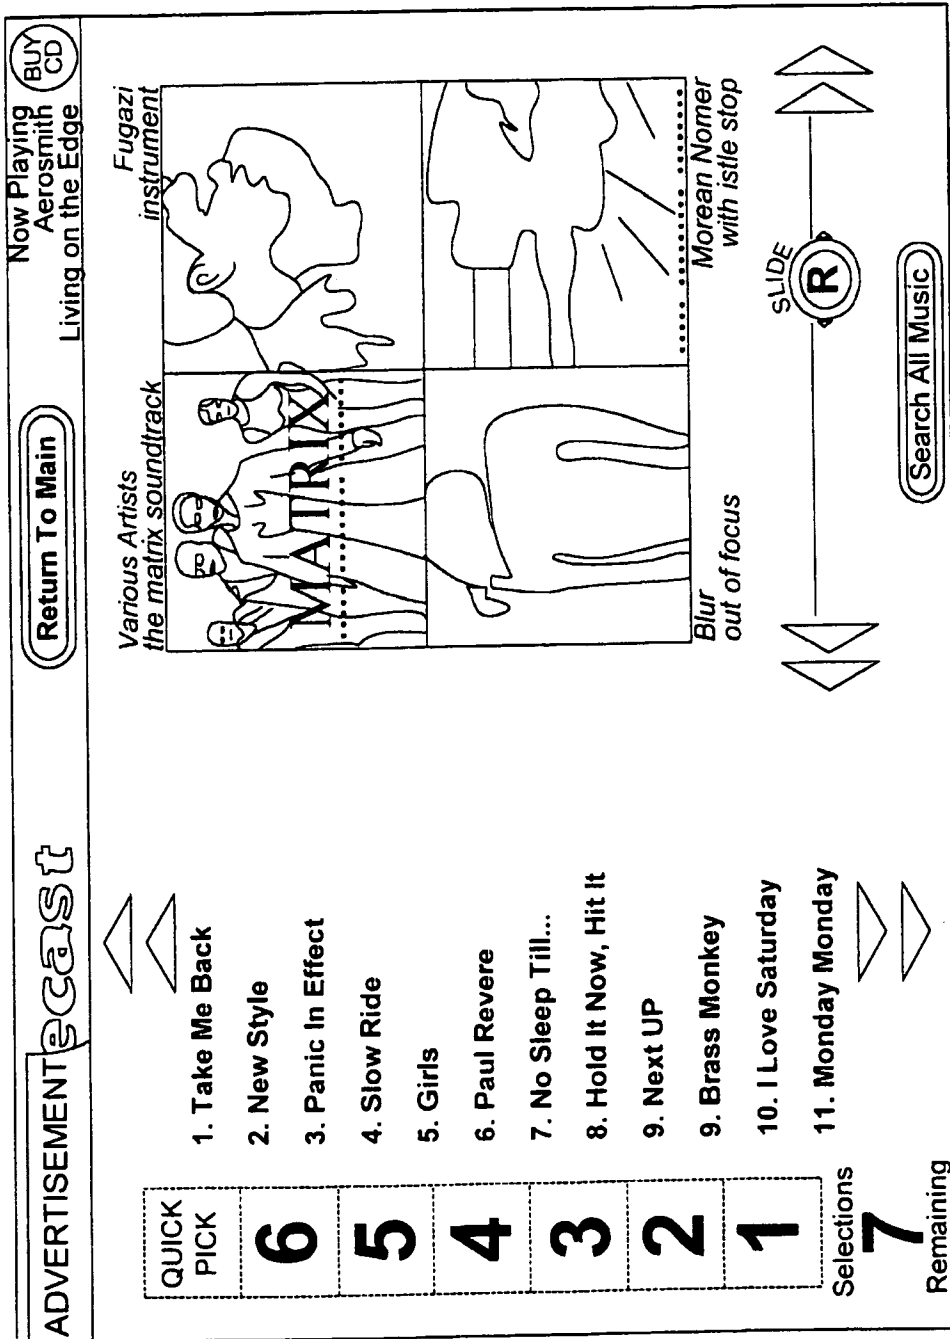 ADVERTISEMENT
ecast
Return To Main
Now Playing
Aerosmith
Living on the Edge
BUY
CD
QUICK
PICK
6
5
4
3
2
1
Selections
7
Remaining
1. Take Me Back
2. New Style
3. Panic In Effect
4. Slow Ride
5. Girls
6. Paul Revere
7. No Sleep Till...
8. Hold It Now, Hit It
9. Next UP
9. Brass Monkey
10. I Love Saturday
11. Monday Monday
Various Artists
the matrix soundtrack
MATRIX
Fugazi
instrument
Blur
out of focus
Morean Nomer
with istle stop
SLIDE
R
Search All Music